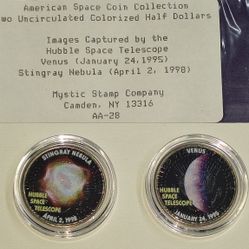 American Space Coin Collection
wo Uncirculated Colorized Half Dollars
Images Captured by the
Hubble Space Telescope
Venus (January 24,1995)
Stingray Nebula (April 2, 1998)
Mystic Stamp Company
Camden, NY 13316
AA-28
STINGRAY NEBULA
HUBBLE
SPACE
TELESCOPE
APRIL 2, 1998
VENUS
HUBBLE
SPACE
TELESCOPE
JANUARY 24, 1995